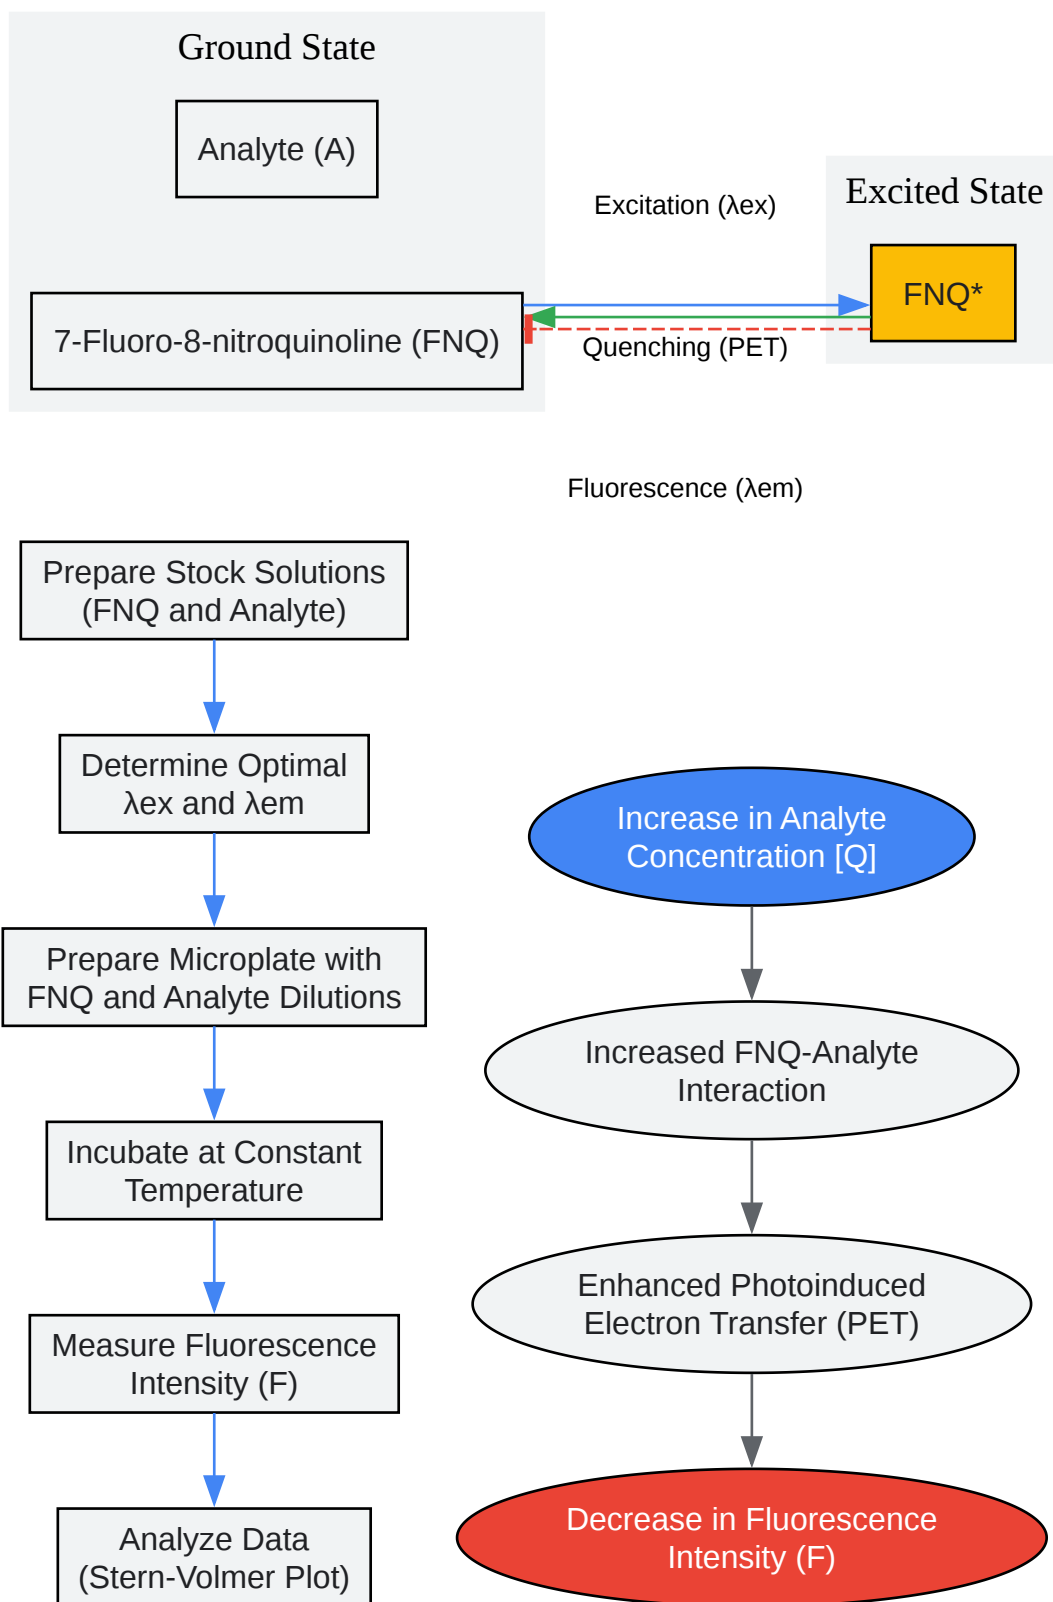 Ground State
Analyte (A)
Excitation (λex)
Excited State
FNQ*
7-Fluoro-8-nitroquinoline (FNQ)
Quenching (PET)
Fluorescence (λem)
Prepare Stock Solutions
(FNQ and Analyte)
Determine Optimal
λex and λem
Prepare Microplate with
FNQ and Analyte Dilutions
Incubate at Constant
Temperature
Measure Fluorescence
Intensity (F)
Analyze Data
(Stern-Volmer Plot)
Increase in Analyte
Concentration [Q]
Increased FNQ-Analyte
Interaction
Enhanced Photoinduced
Electron Transfer (PET)
Decrease in Fluorescence
Intensity (F)